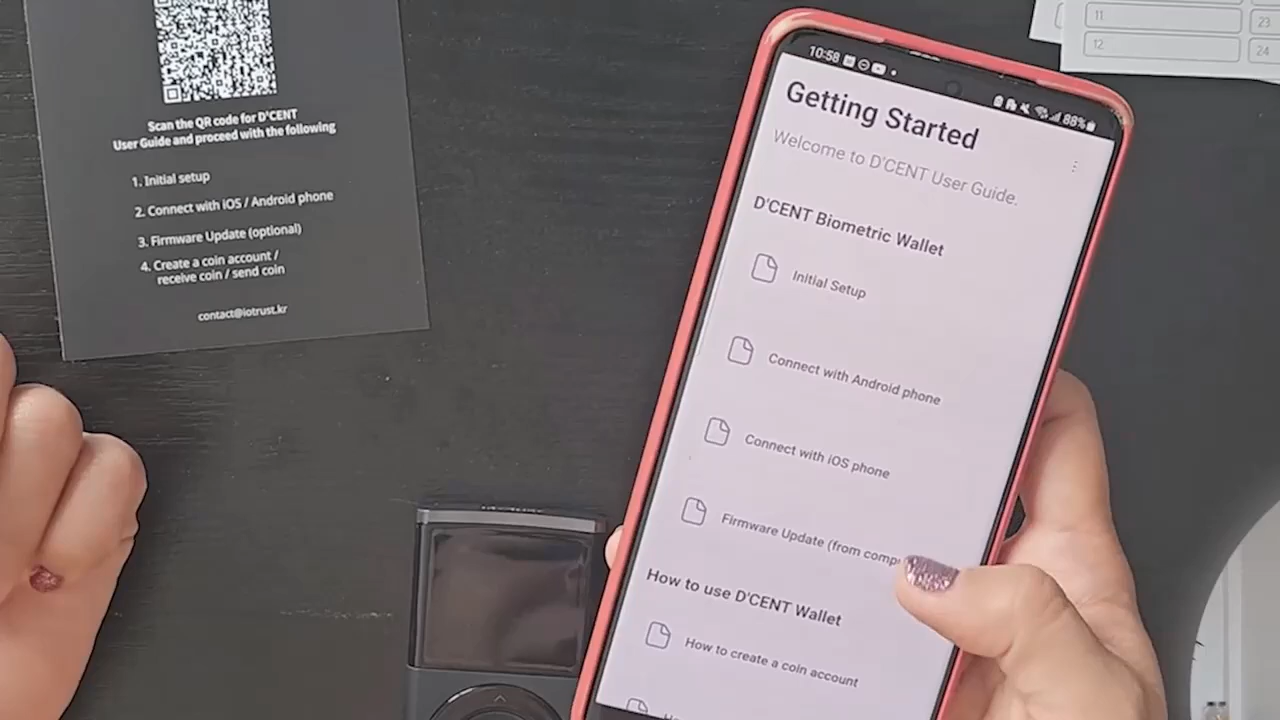 Scan the QR code for D'CENT
User Guide and proceed with the following
1. Initial setup
2. Connect with iOS / Android phone
3. Firmware Update (optional)
4. Create a coin account /
receive coin / send coin
contact@iotrust.kr
10:58
88%
Getting Started
Welcome to D'CENT User Guide.
D'CENT Biometric Wallet
Initial Setup
Connect with Android phone
Connect with iOS phone
Firmware Update (from comp
How to use D'CENT Wallet
How to create a coin account
11
12
23
24